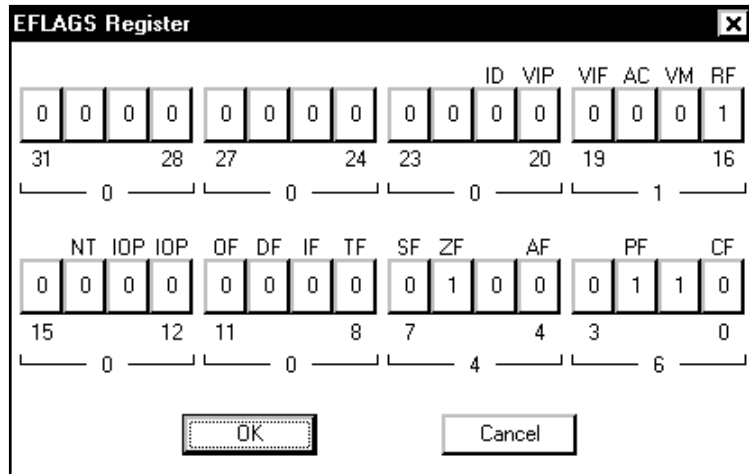 EFLAGS Register
ID VIP VIF AC VM RF
0 0 0 0 0 0 0 0 0 0 0 0 0 0 0 1
31 28 27 24 23 20 19 16
0 0 0 1
NT IOP IOP OF DF IF TF SF ZF AF PF CF
0 0 0 0 0 0 0 0 0 1 0 0 0 1 1 0
15 12 11 8 7 4 3 0
0 0 4 6
OK Cancel